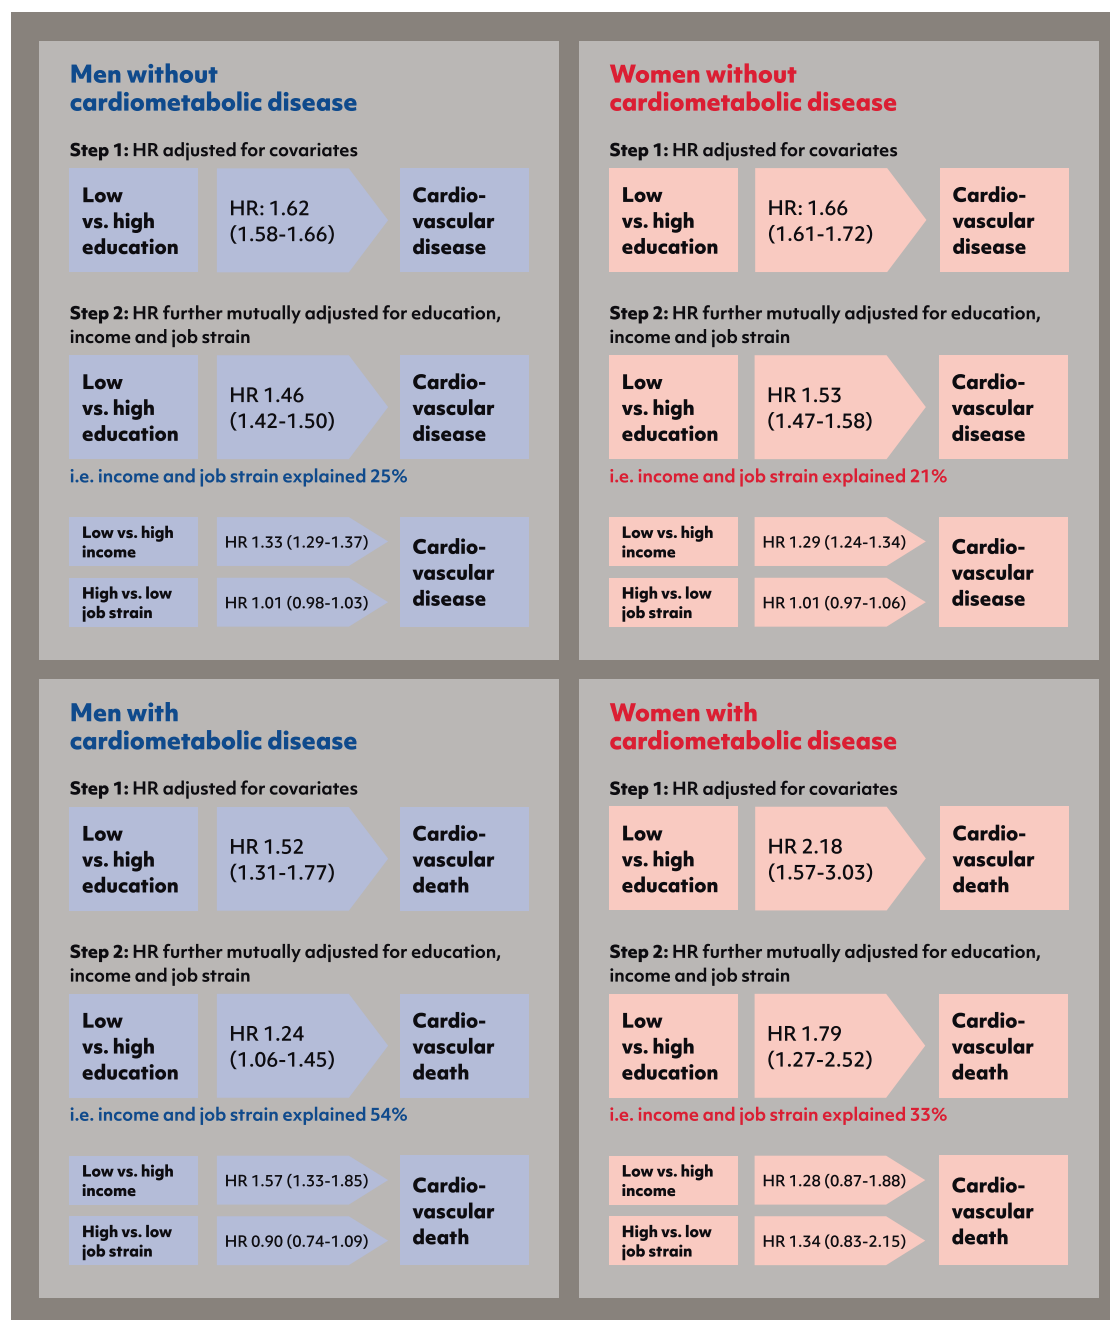 Men without
cardiometabolic disease
Step 1: HR adjusted for covariates
Low
vs. high
education
HR: 1.62
(1.58-1.66)
Cardio-
vascular
disease
Step 2: HR further mutually adjusted for education,
income and job strain
Low
vs. high
education
HR 1.46
(1.42-1.50)
Cardio-
vascular
disease
i.e. income and job strain explained 25%
Low vs. high
income
HR 1.33 (1.29-1.37)
High vs. low
job strain
HR 1.01 (0.98-1.03)
Cardio-
vascular
disease
Women without
cardiometabolic disease
Step 1: HR adjusted for covariates
Low
vs. high
education
HR: 1.66
(1.61-1.72)
Cardio-
vascular
disease
Step 2: HR further mutually adjusted for education,
income and job strain
Low
vs. high
education
HR 1.53
(1.47-1.58)
Cardio-
vascular
disease
i.e. income and job strain explained 21%
Low vs. high
income
HR 1.29 (1.24-1.34)
High vs. low
job strain
HR 1.01 (0.97-1.06)
Cardio-
vascular
disease
Men with
cardiometabolic disease
Step 1: HR adjusted for covariates
Low
vs. high
education
HR 1.52
(1.31-1.77)
Cardio-
vascular
death
Step 2: HR further mutually adjusted for education,
income and job strain
Low
vs. high
education
HR 1.24
(1.06-1.45)
Cardio-
vascular
death
i.e. income and job strain explained 54%
Low vs. high
income
HR 1.57 (1.33-1.85)
High vs. low
job strain
HR 0.90 (0.74-1.09)
Cardio-
vascular
death
Women with
cardiometabolic disease
Step 1: HR adjusted for covariates
Low
vs. high
education
HR 2.18
(1.57-3.03)
Cardio-
vascular
death
Step 2: HR further mutually adjusted for education,
income and job strain
Low
vs. high
education
HR 1.79
(1.27-2.52)
Cardio-
vascular
death
i.e. income and job strain explained 33%
Low vs. high
income
HR 1.28 (0.87-1.88)
High vs. low
job strain
HR 1.34 (0.83-2.15)
Cardio-
vascular
death